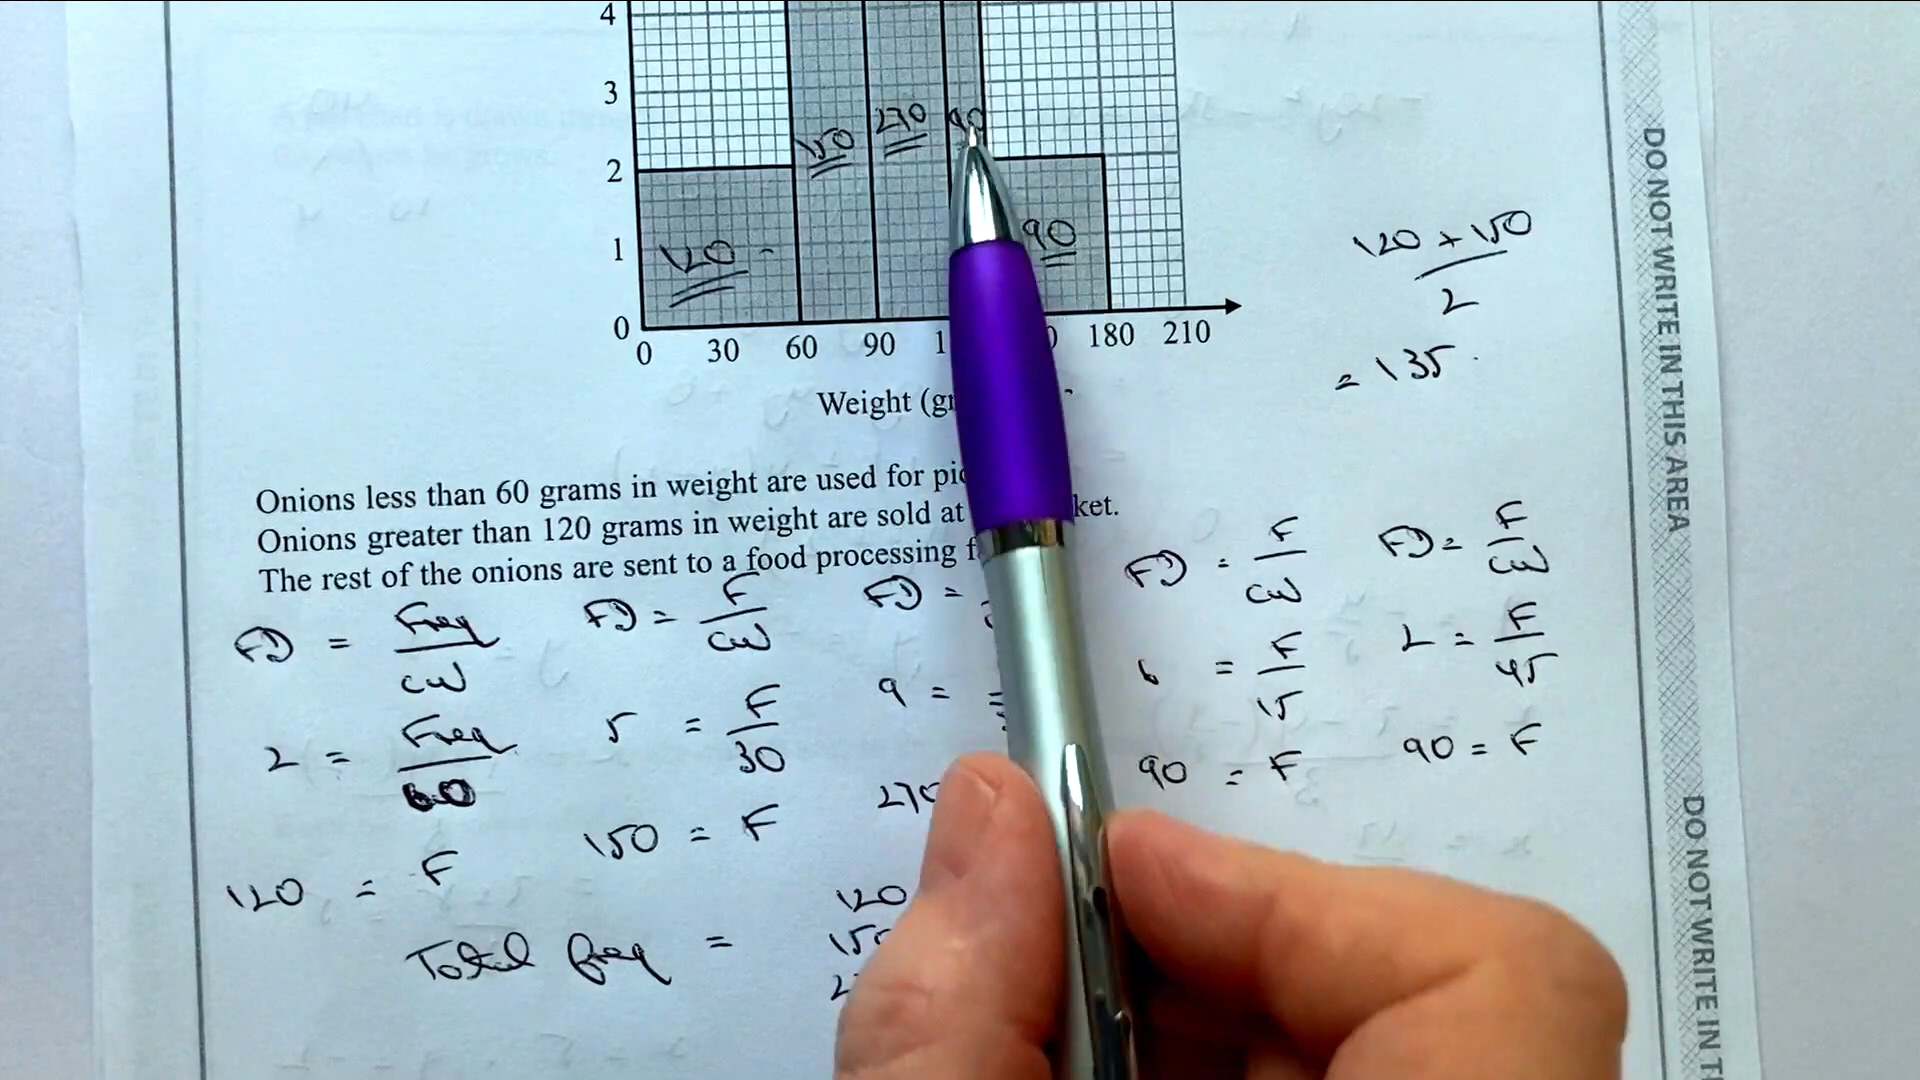 4
3
2
1
0
120
150
270
90
90
0 30 60 90 180 210
Weight
120 + 150
2
= 135
Onions less than 60 grams in weight are used for
Onions greater than 120 grams in weight are sold at
The rest of the onions are sent to a food processing
FD = Freq
CW
2 = Freq
60
120 = F
FD = F
CW
5 = F
30
150 = F
FD =
9 =
270
FD = F
CW
6 = F
15
90 = F
FD = F
CW
2 = F
45
90 = F
Total freq = 120
150
DO NOT WRITE IN THIS AREA
DO NOT WRITE IN